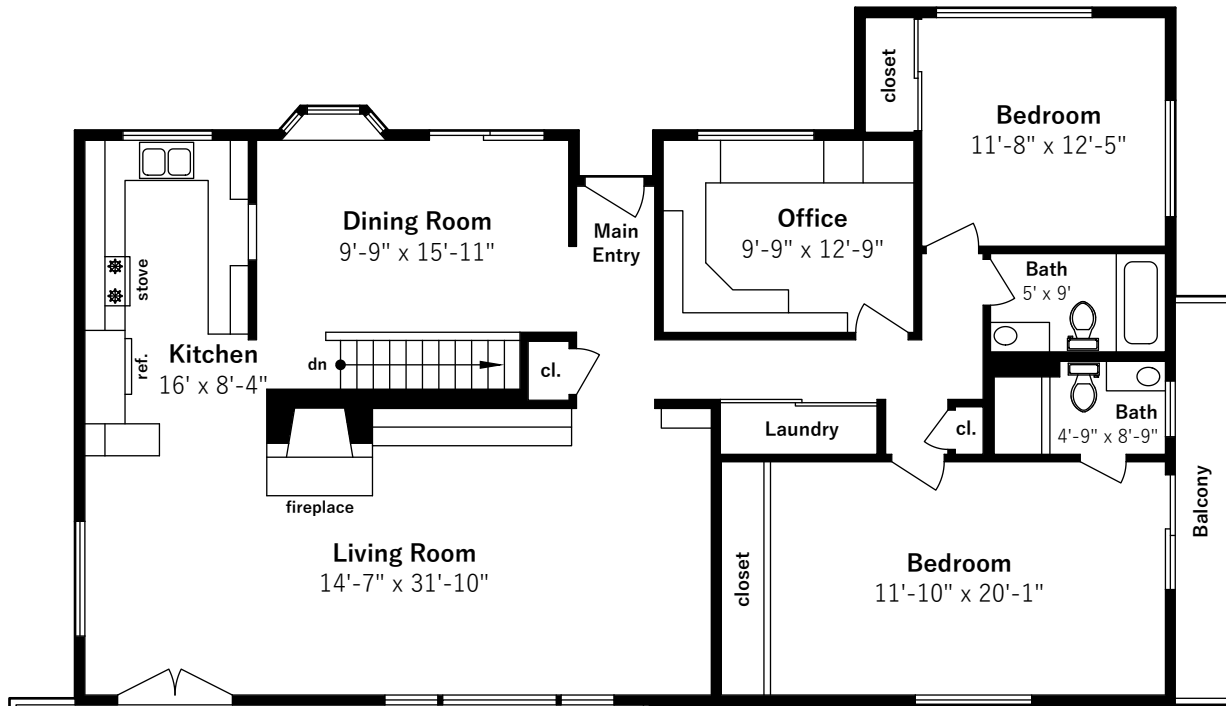 closet
Bedroom
11'-8" x 12'-5"
Dining Room
9'-9" x 15'-11"
Main
Entry
Office
9'-9" x 12'-9"
Bath
5' x 9'
stove
ref.
Kitchen
16' x 8'-4"
dn
cl.
Laundry
cl.
Bath
4'-9" x 8'-9"
fireplace
Living Room
14'-7" x 31'-10"
closet
Bedroom
11'-10" x 20'-1"
Balcony